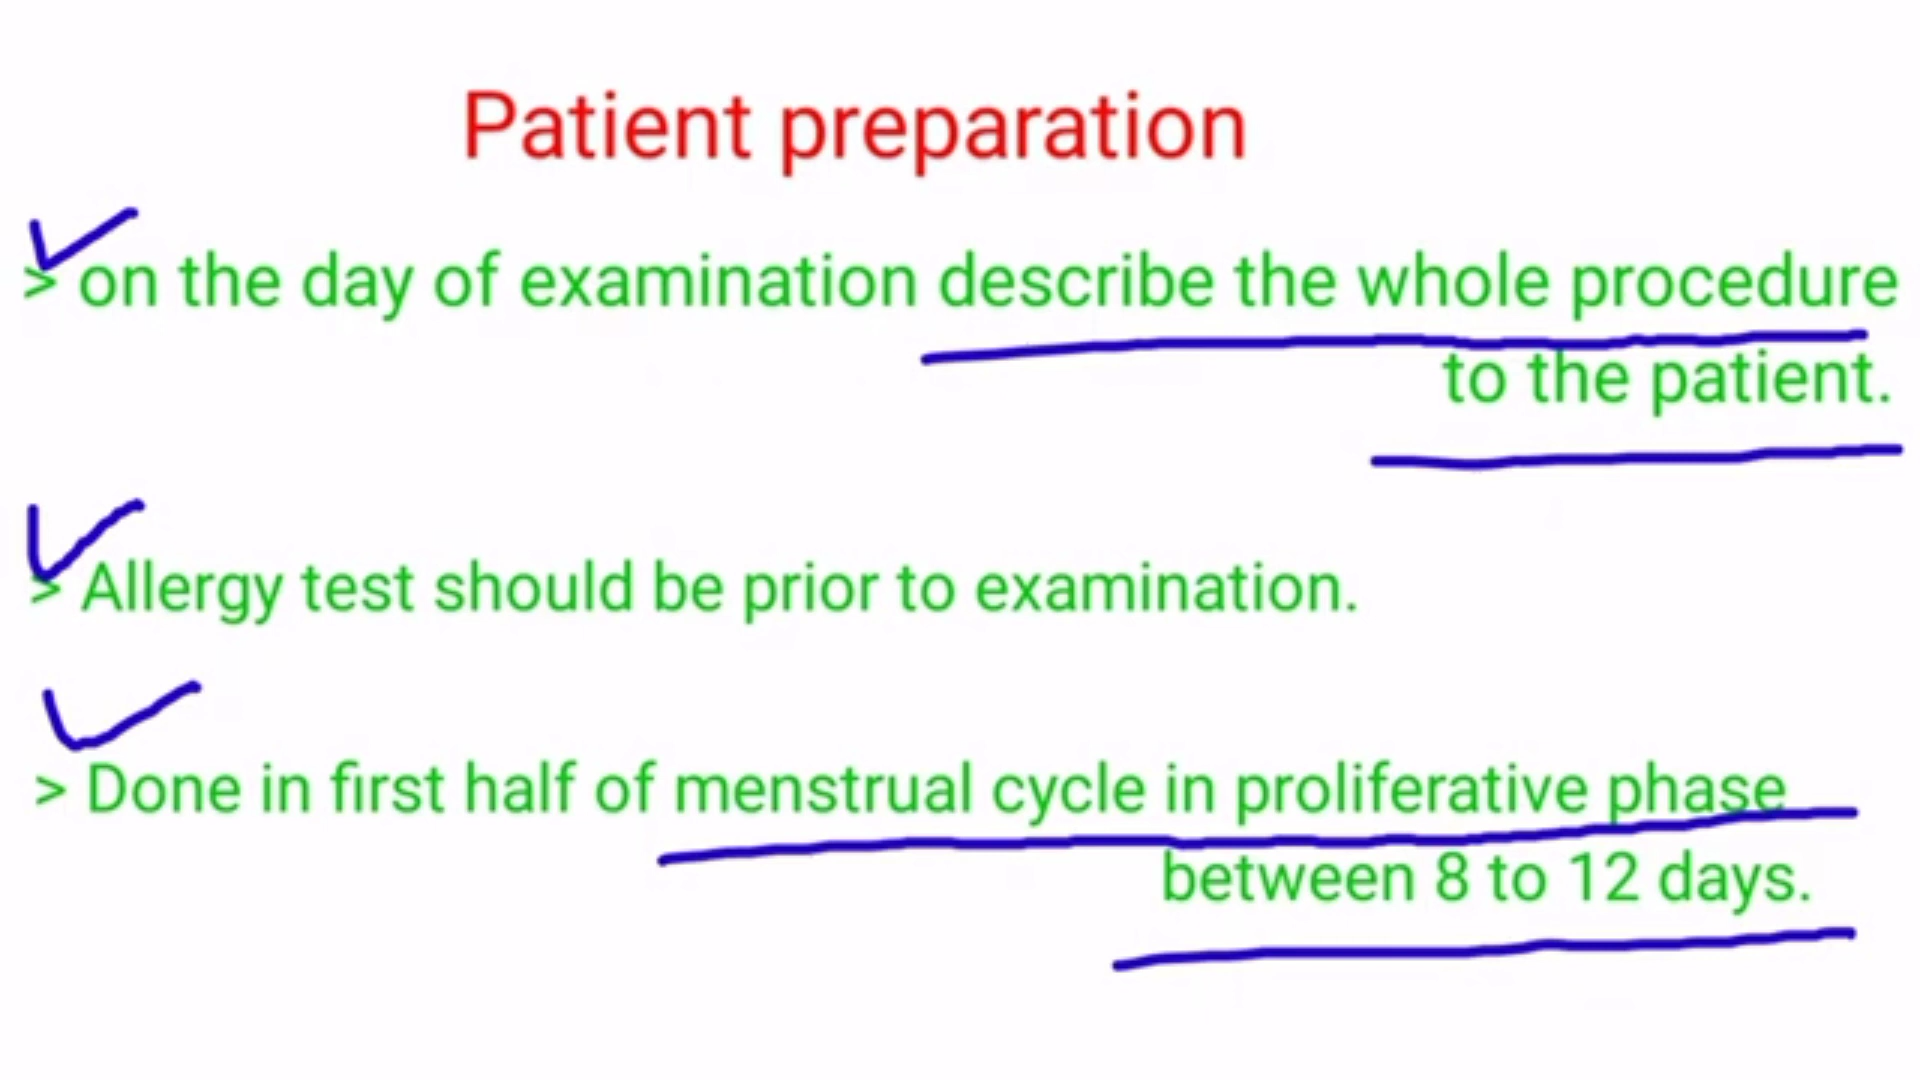 Patient preparation
> on the day of examination describe the whole procedure
to the patient.
> Allergy test should be prior to examination.
> Done in first half of menstrual cycle in proliferative phase
between 8 to 12 days.